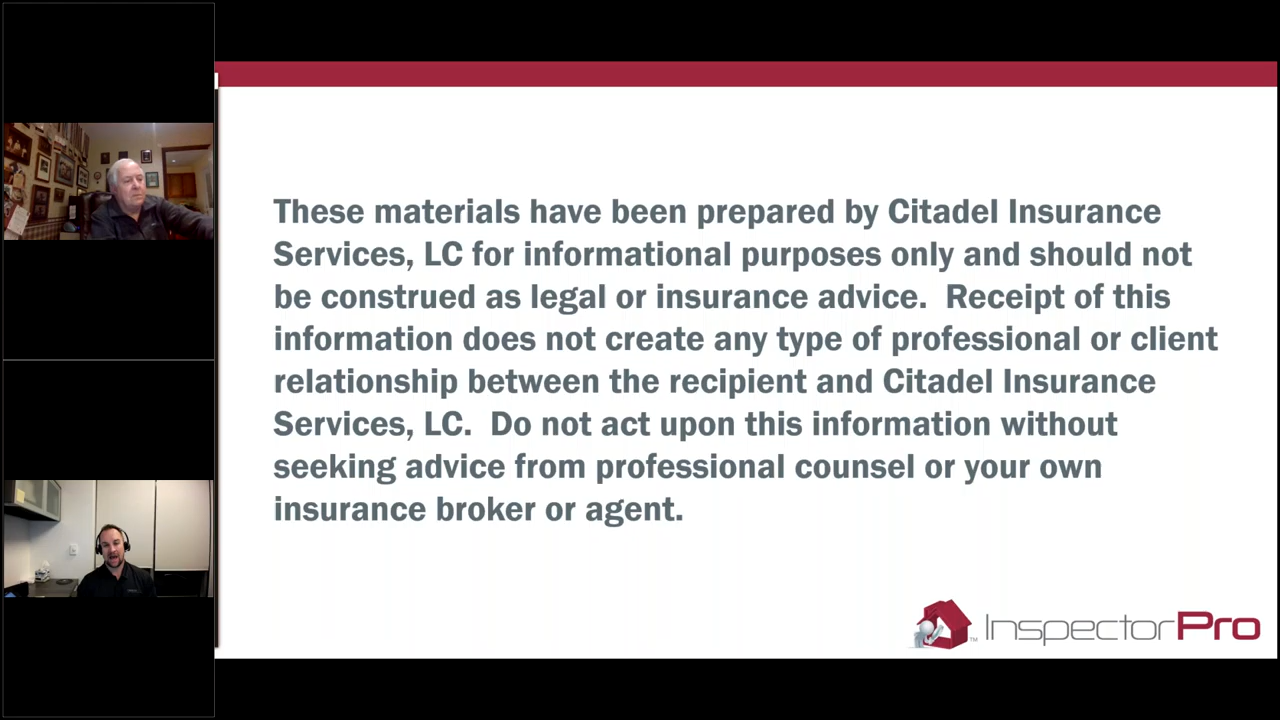 These materials have been prepared by Citadel Insurance
Services, LC for informational purposes only and should not
be construed as legal or insurance advice.  Receipt of this
information does not create any type of professional or client
relationship between the recipient and Citadel Insurance
Services, LC.  Do not act upon this information without
seeking advice from professional counsel or your own
insurance broker or agent.
InspectorPro
TM